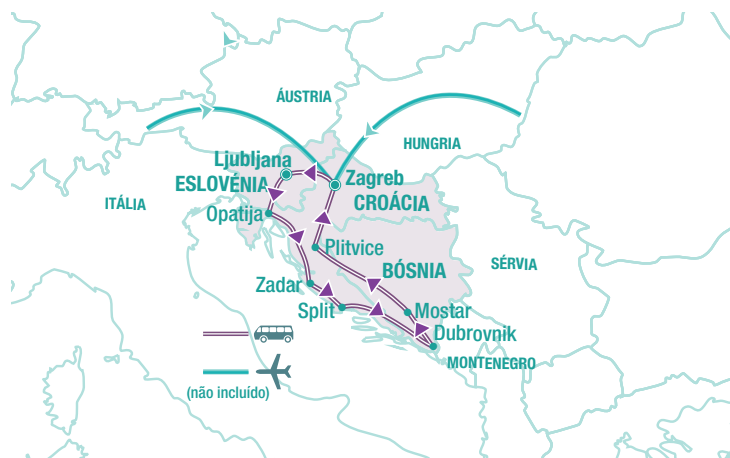 ÁUSTRIA
HUNGRIA
Ljubljana
ESLOVÉNIA
Zagreb
CROÁCIA
ITÁLIA
Opatija
Plitvice
BÓSNIA
SÉRVIA
Zadar
Split
Mostar
Dubrovnik
MONTENEGRO
(não incluído)